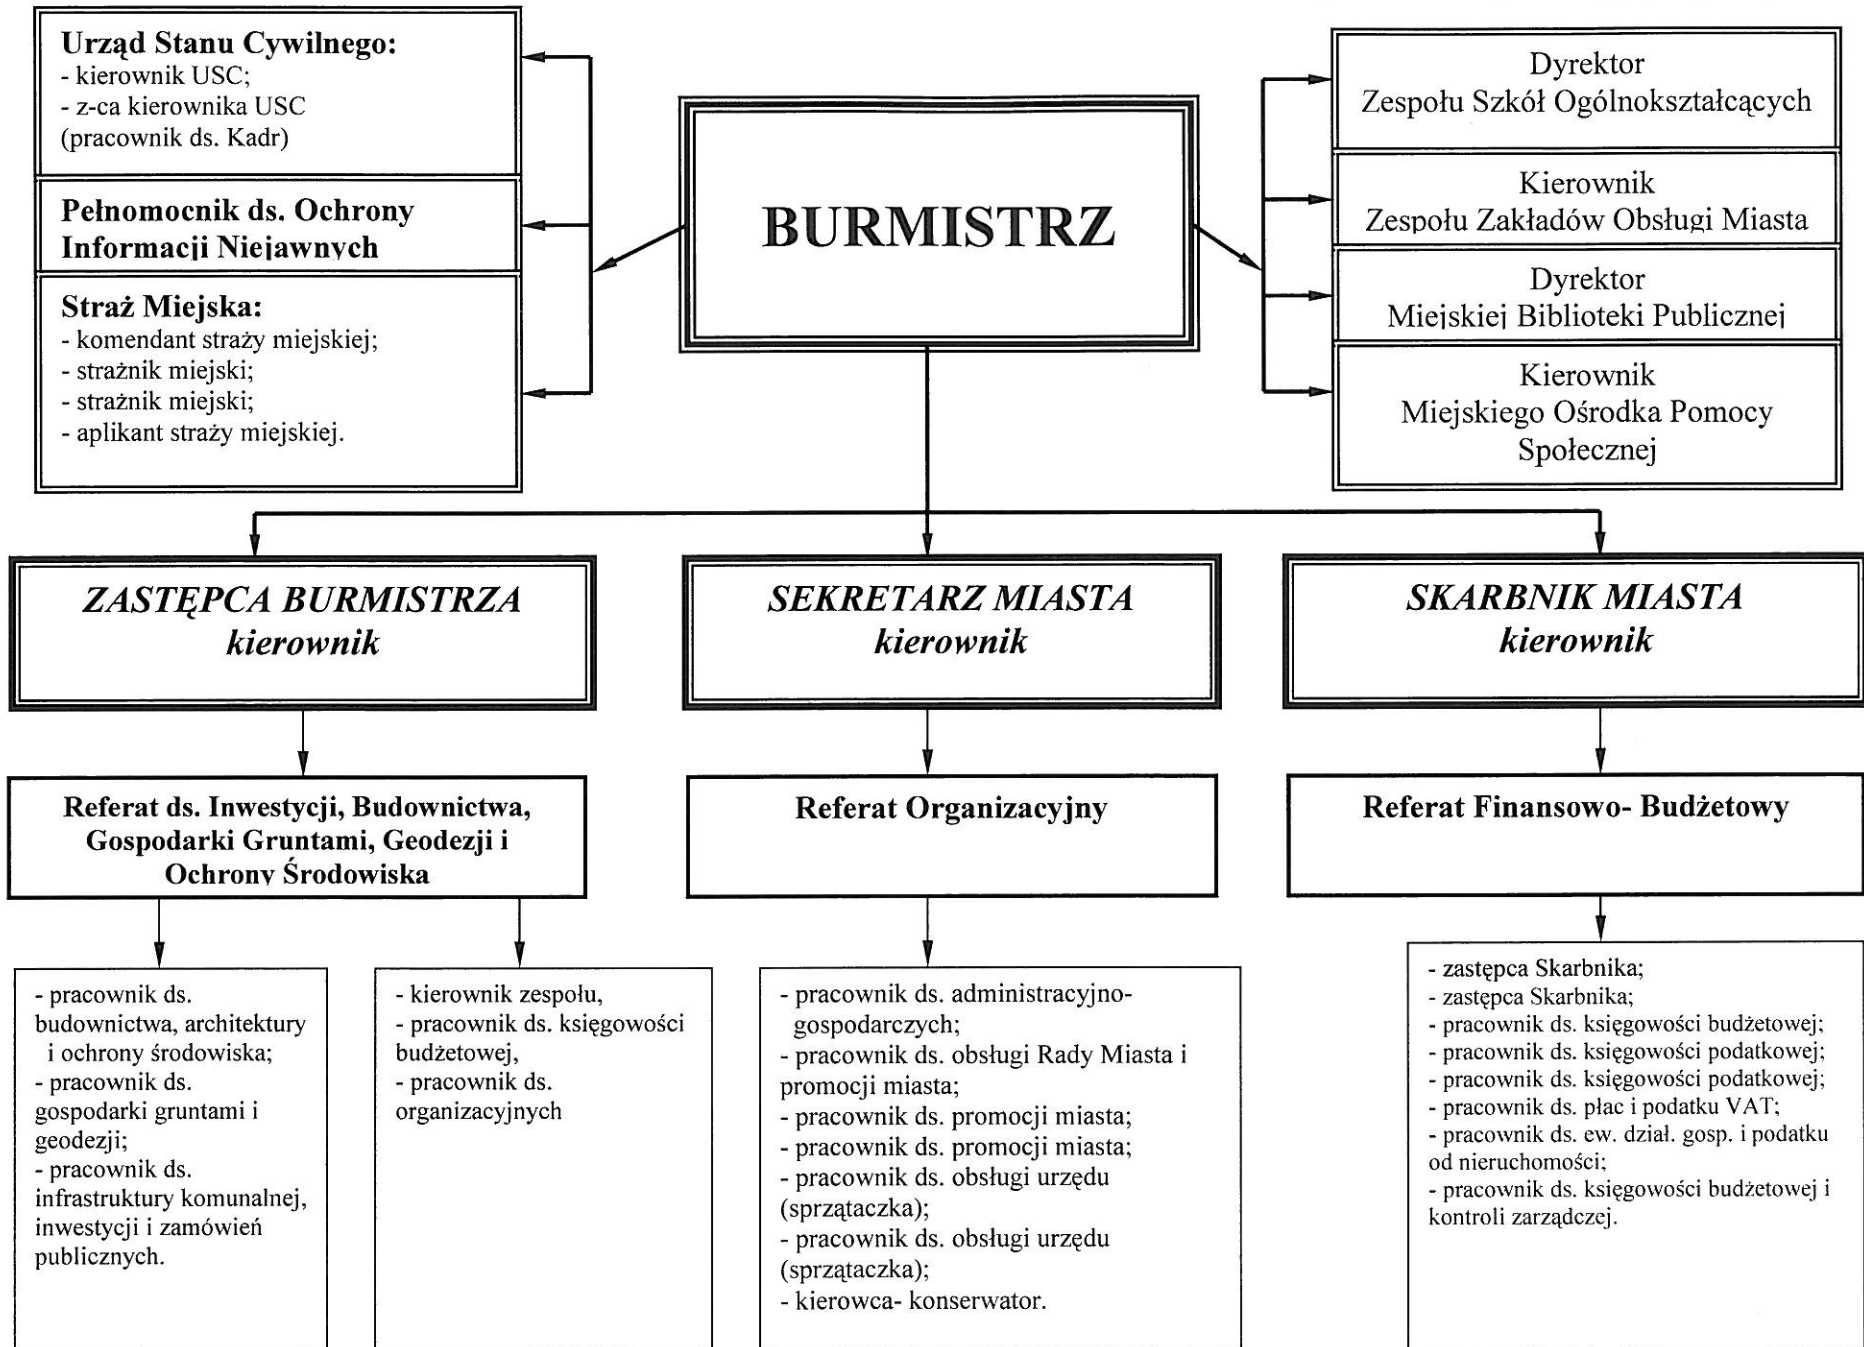 Urząd Stanu Cywilnego:
- kierownik USC;
- z-ca kierownika USC
(pracownik ds. Kadr)
Pełnomocnik ds. Ochrony
Informacji Niejawnych
Straż Miejska:
- komendant straży miejskiej;
- strażnik miejski;
- strażnik miejski;
- aplikant straży miejskiej.
BURMISTRZ
Dyrektor
Zespołu Szkół Ogólnokształcących
Kierownik
Zespołu Zakładów Obsługi Miasta
Dyrektor
Miejskiej Biblioteki Publicznej
Kierownik
Miejskiego Ośrodka Pomocy
Społecznej
ZASTĘPCA BURMISTRZA
kierownik
SEKRETARZ MIASTA
kierownik
SKARBNIK MIASTA
kierownik
Referat ds. Inwestycji, Budownictwa,
Gospodarki Gruntami, Geodezji i
Ochrony Środowiska
Referat Organizacyjny
Referat Finansowo- Budżetowy
- pracownik ds.
budownictwa, architektury
i ochrony środowiska;
- pracownik ds.
gospodarki gruntami i
geodezji;
- pracownik ds.
infrastruktury komunalnej,
inwestycji i zamówień
publicznych.
- kierownik zespołu,
- pracownik ds. księgowości
budżetowej,
- pracownik ds.
organizacyjnych
- pracownik ds. administracyjno-
gospodarczych;
- pracownik ds. obsługi Rady Miasta i
promocji miasta;
- pracownik ds. promocji miasta;
- pracownik ds. promocji miasta;
- pracownik ds. obsługi urzędu
(sprzątaczka);
- pracownik ds. obsługi urzędu
(sprzątaczka);
- kierowca- konserwator.
- zastępca Skarbnika;
- zastępca Skarbnika;
- pracownik ds. księgowości budżetowej;
- pracownik ds. księgowości podatkowej;
- pracownik ds. księgowości podatkowej;
- pracownik ds. płac i podatku VAT;
- pracownik ds. ew. dział. gosp. i podatku
od nieruchomości;
- pracownik ds. księgowości budżetowej i
kontroli zarządczej.